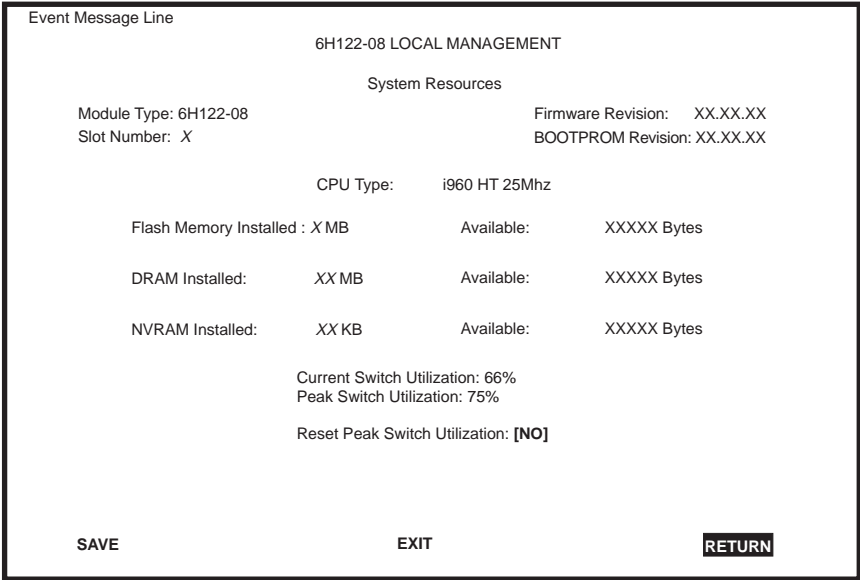 Event Message Line
6H122-08 LOCAL MANAGEMENT
System Resources
Module Type: 6H122-08 Firmware Revision: XX.XX.XX
Slot Number: X BOOTPROM Revision: XX.XX.XX
CPU Type: i960 HT 25Mhz
Flash Memory Installed : X MB Available: XXXXX Bytes
DRAM Installed: XX MB Available: XXXXX Bytes
NVRAM Installed: XX KB Available: XXXXX Bytes
Current Switch Utilization: 66%
Peak Switch Utilization: 75%
Reset Peak Switch Utilization: [NO]
SAVE EXIT RETURN